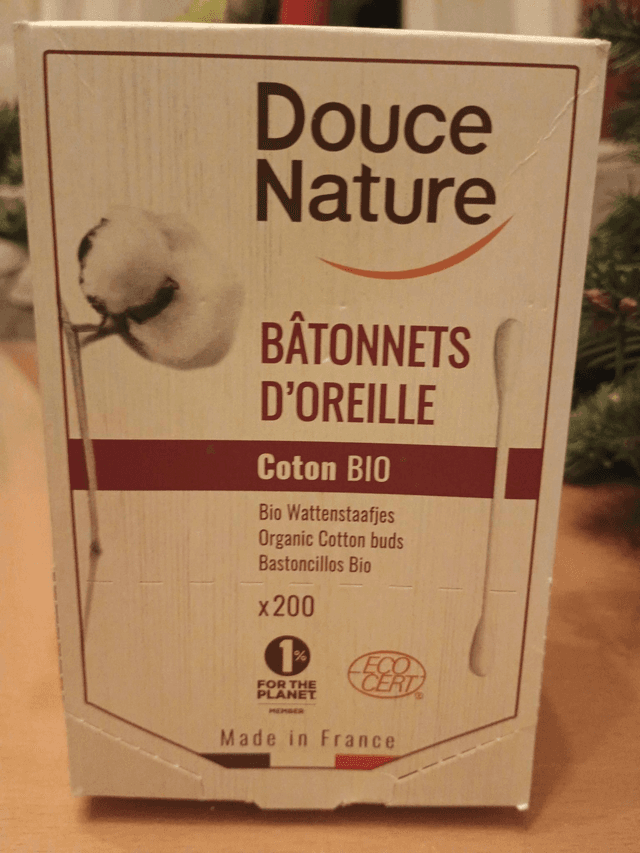 Douce
Nature
BÂTONNETS
D'OREILLE
Coton BIO
Bio Wattenstaafjes
Organic Cotton buds
Bastoncillos Bio
x200
1%
FOR THE
PLANET
MEMBER
ECO
CERT®
Made in France